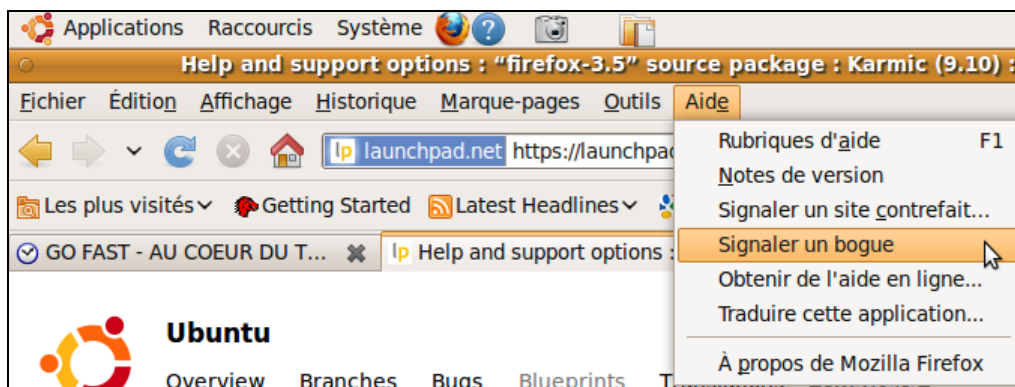 Applications Raccourcis Système
Help and support options : “firefox-3.5” source package : Karmic (9.10) :
Fichier Édition Affichage Historique Marque-pages Outils Aide
lp launchpad.net https://launchpad
Les plus visités Getting Started Latest Headlines
GO FAST - AU COEUR DU T... lp Help and support options :
Rubriques d'aide F1
Notes de version
Signaler un site contrefait...
Signaler un bogue
Obtenir de l'aide en ligne...
Traduire cette application...
À propos de Mozilla Firefox
Ubuntu
Overview Branches Bugs Blueprints